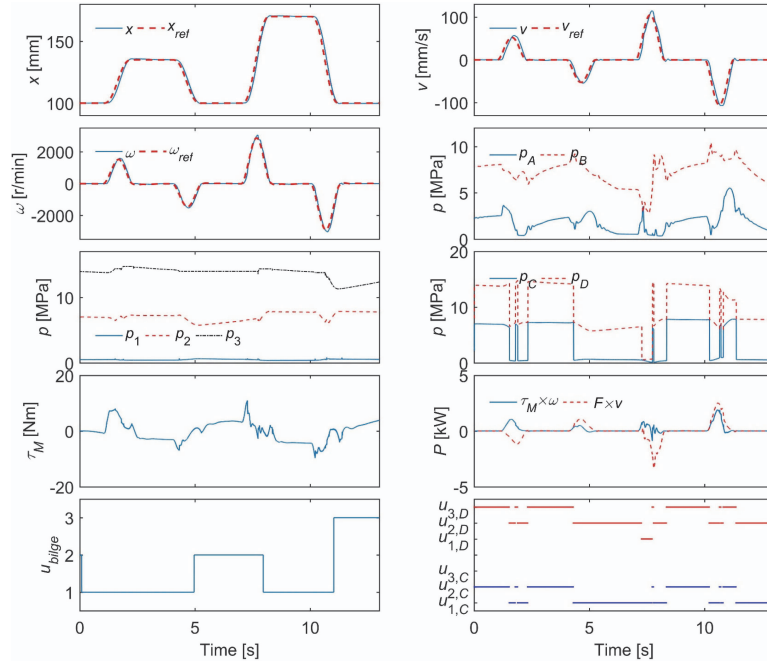 x [mm]
150
100
x x_ref
v [mm/s]
100
0
-100
v v_ref
ω [r/min]
2000
0
-2000
ω ω_ref
p [MPa]
10
5
0
p_A p_B
p [MPa]
10
0
p_1 p_2 p_3
p [MPa]
20
10
0
p_C p_D
τ_M [Nm]
20
0
-20
P [kW]
5
0
-5
τ_M×ω F×v
u_bilge
3
2
1
0 5 10
Time [s]
u_3,D
u_2,D
u_1,D
u_3,C
u_2,C
u_1,C
0 5 10
Time [s]